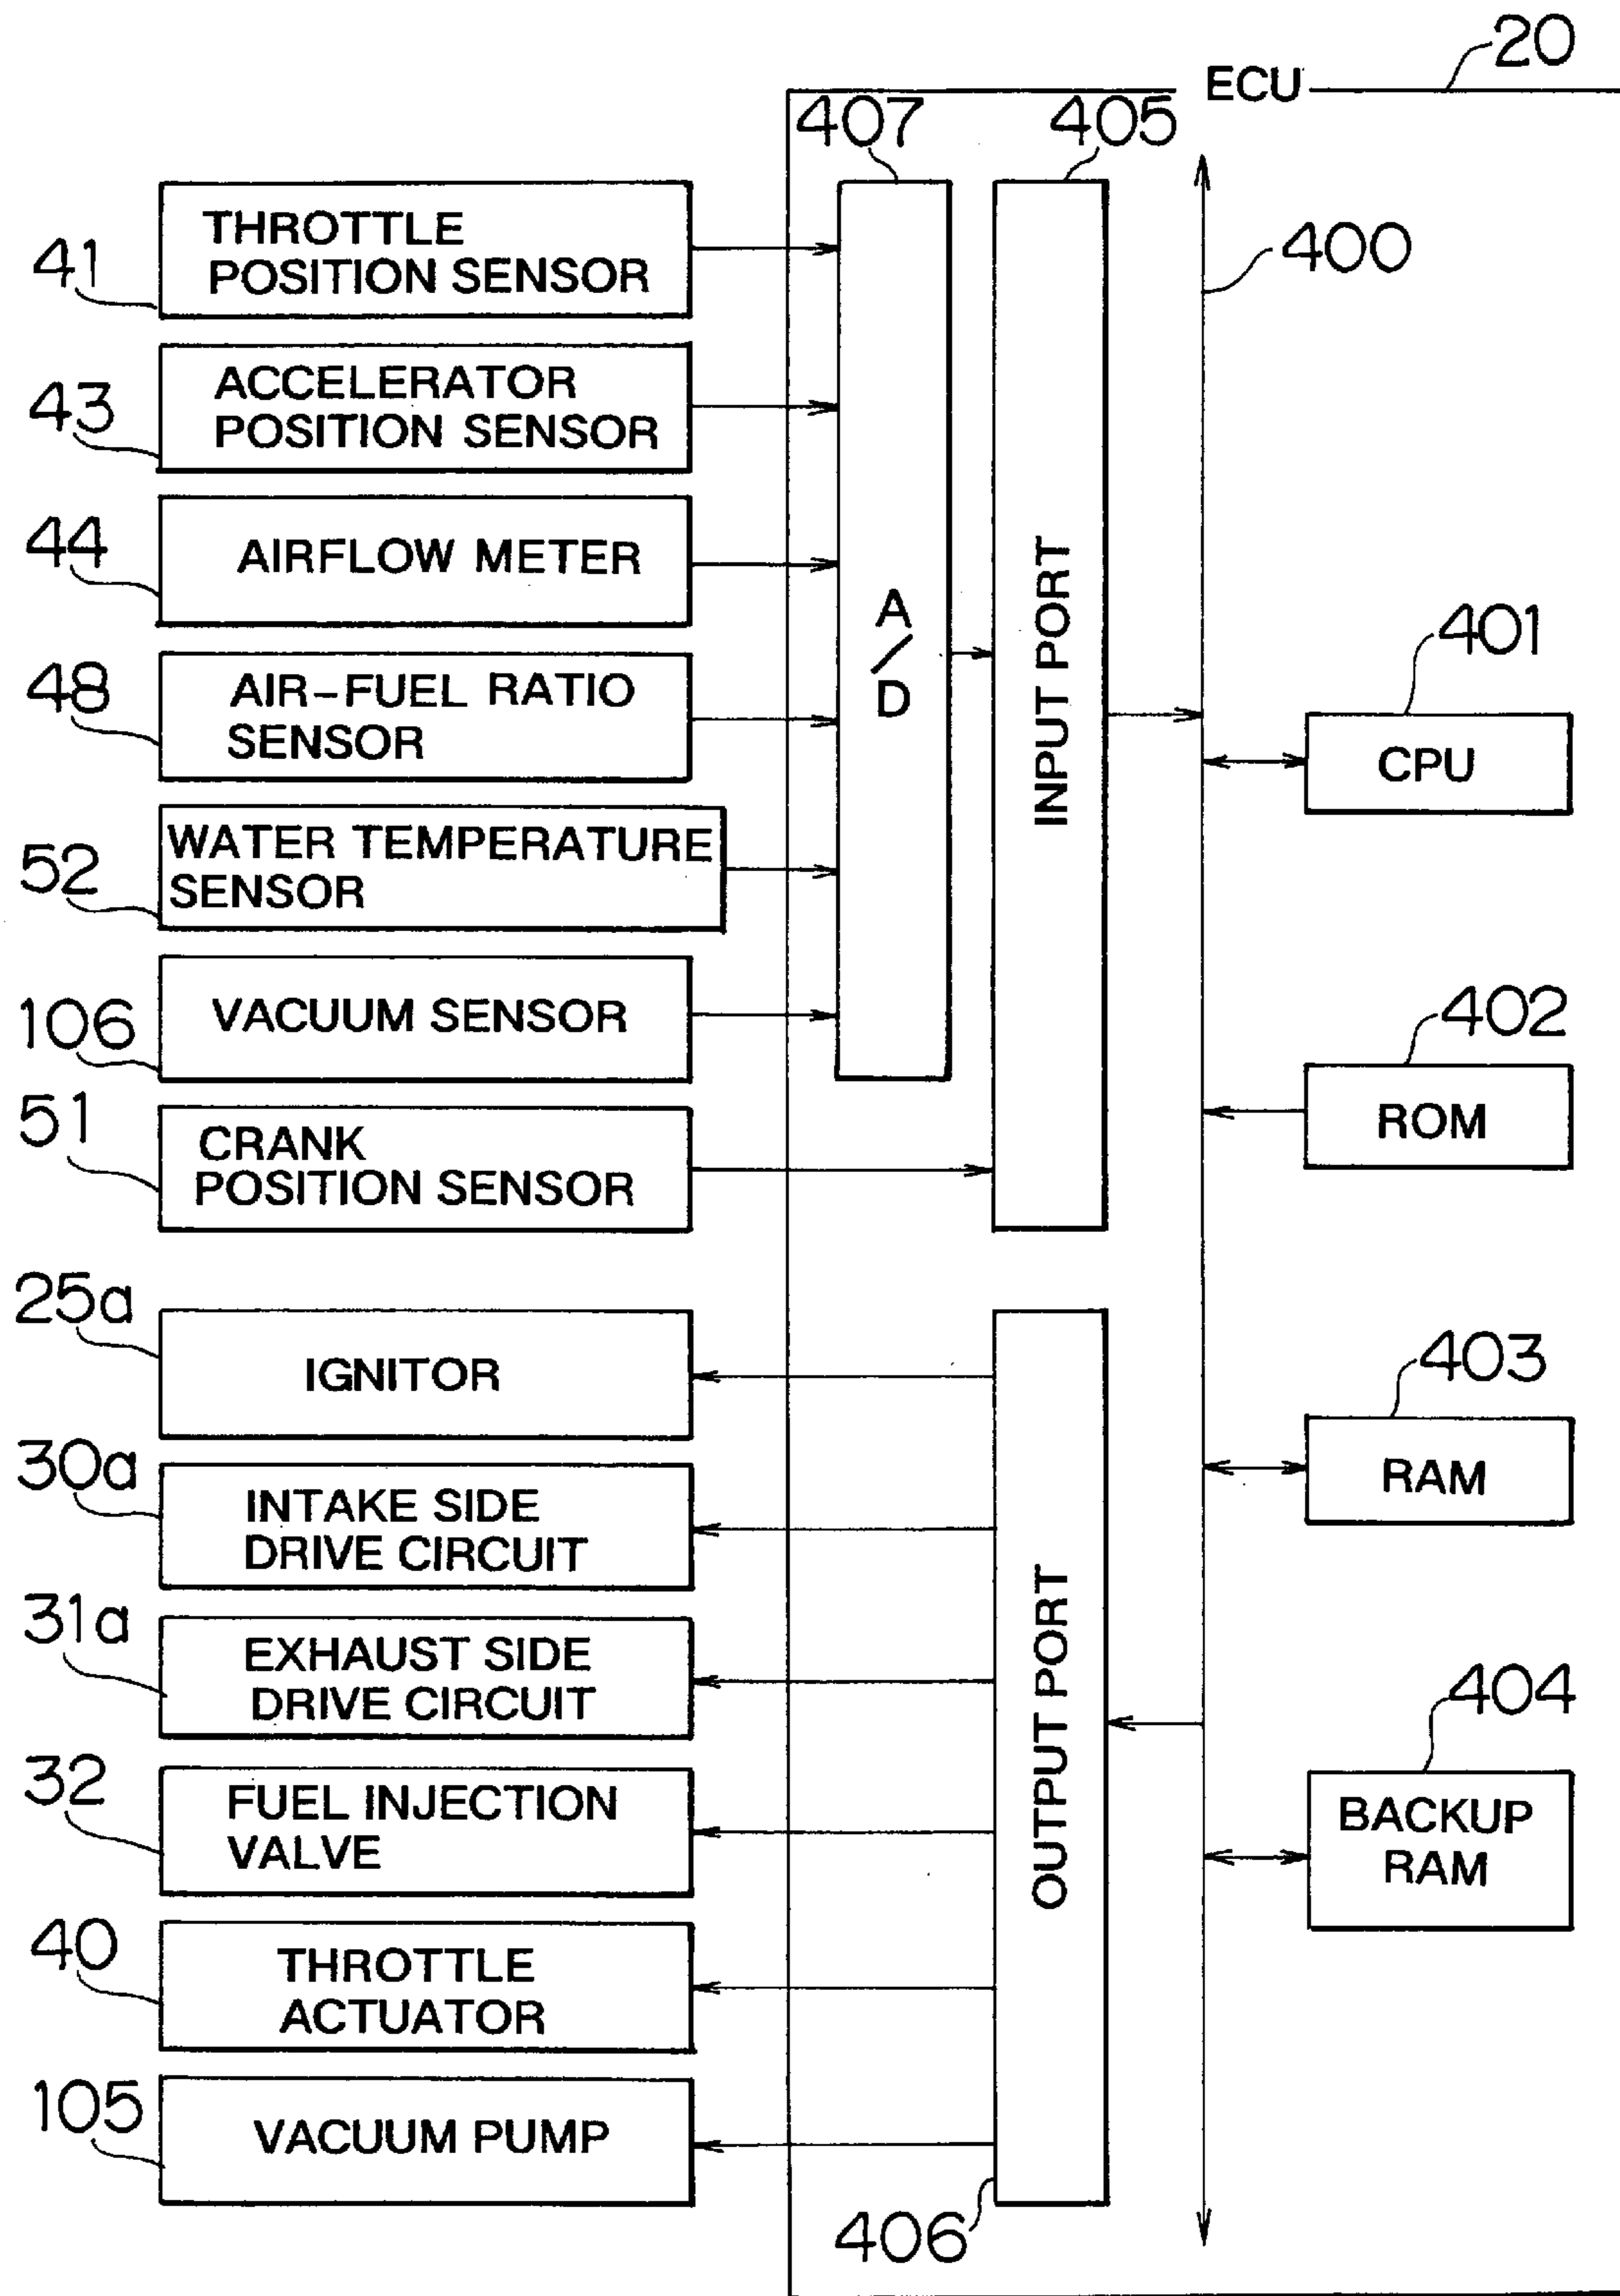 20
ECU
407
405
400
41
THROTTLE
POSITION SENSOR
43
ACCELERATOR
POSITION SENSOR
44
AIRFLOW METER
48
AIR-FUEL RATIO
SENSOR
52
WATER TEMPERATURE
SENSOR
106
VACUUM SENSOR
51
CRANK
POSITION SENSOR
A
/
D
INPUT PORT
401
CPU
402
ROM
403
RAM
404
BACKUP
RAM
25a
IGNITOR
30a
INTAKE SIDE
DRIVE CIRCUIT
31a
EXHAUST SIDE
DRIVE CIRCUIT
32
FUEL INJECTION
VALVE
40
THROTTLE
ACTUATOR
105
VACUUM PUMP
OUTPUT PORT
406